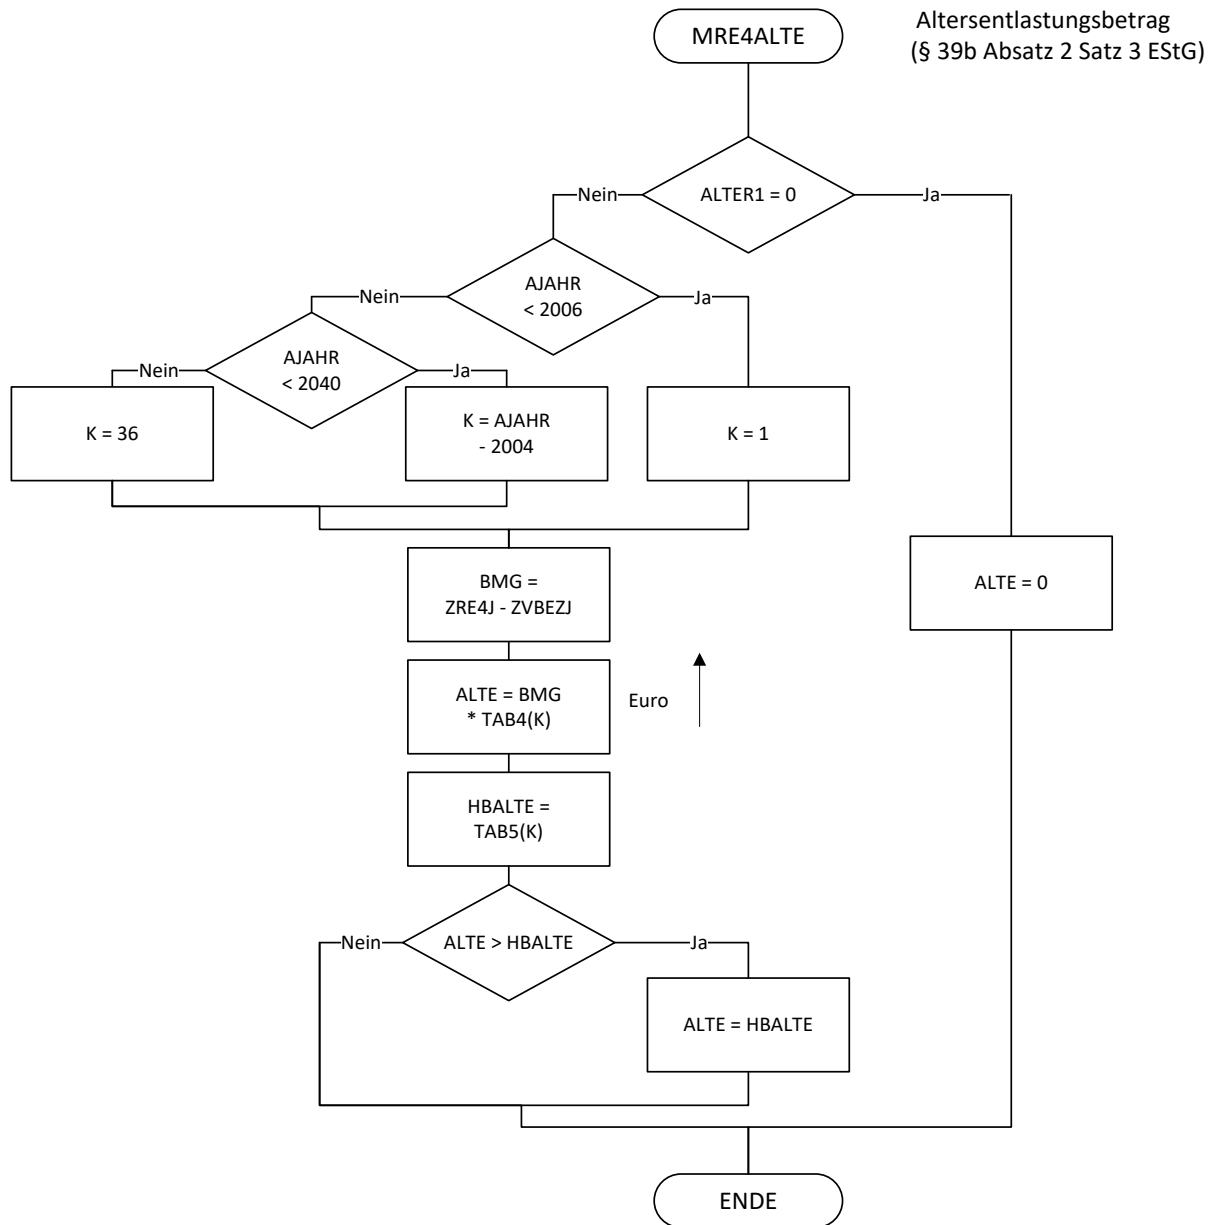 MRE4ALTE
Altersentlastungsbetrag
(§ 39b Absatz 2 Satz 3 EStG)
Nein
ALTER1 = 0
Ja
Nein
AJAHR
< 2006
Ja
Nein
AJAHR
< 2040
Ja
K = 36
K = AJAHR
- 2004
K = 1
BMG =
ZRE4J - ZVBEZJ
ALTE = 0
ALTE = BMG
* TAB4(K)
Euro
HBALTE =
TAB5(K)
Nein
ALTE > HBALTE
Ja
ALTE = HBALTE
ENDE